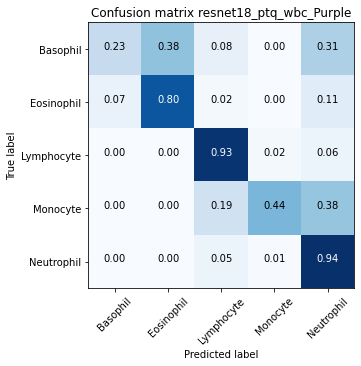 Confusion matrix resnet18_ptq_wbc_Purple
True label
Basophil 0.23 0.38 0.08 0.00 0.31
Eosinophil 0.07 0.80 0.02 0.00 0.11
Lymphocyte 0.00 0.00 0.93 0.02 0.06
Monocyte 0.00 0.00 0.19 0.44 0.38
Neutrophil 0.00 0.00 0.05 0.01 0.94
Basophil Eosinophil Lymphocyte Monocyte Neutrophil
Predicted label